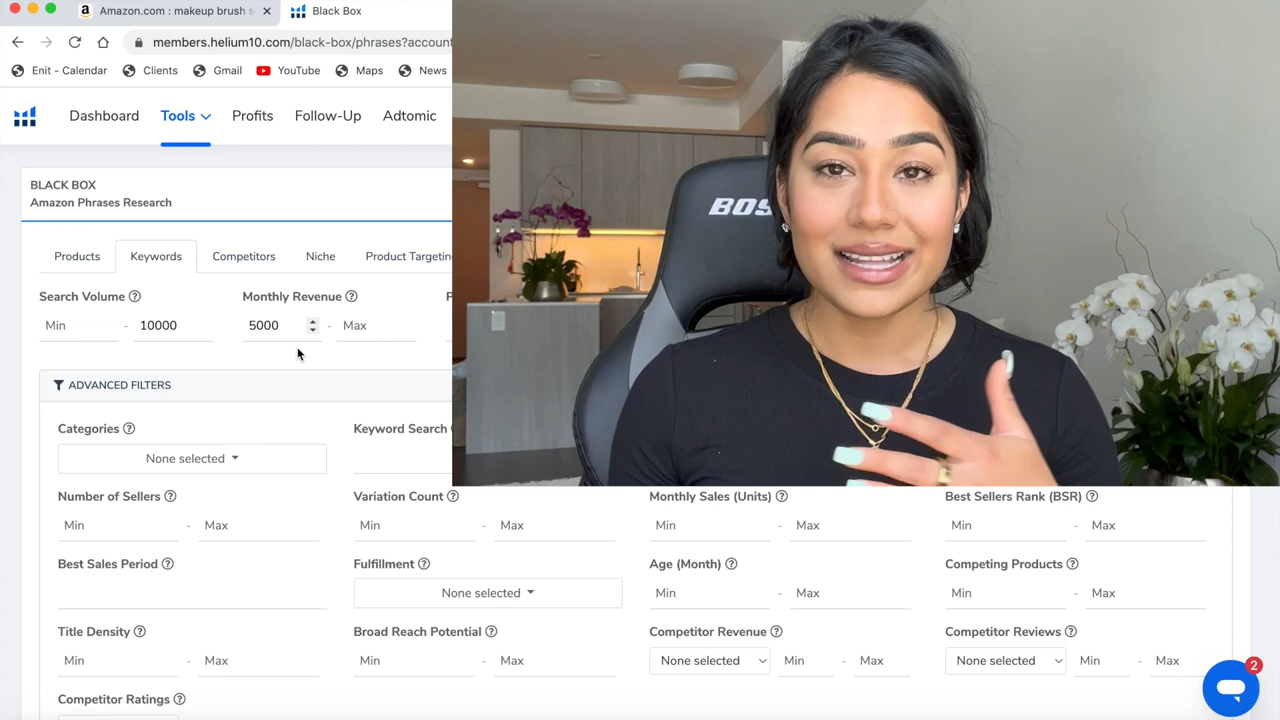 Amazon.com : makeup brush s
Black Box
members.helium10.com/black-box/phrases?account
Enit - Calendar
Clients
Gmail
YouTube
Maps
News
Dashboard
Tools
Profits
Follow-Up
Adtomic
BLACK BOX
Amazon Phrases Research
Products
Keywords
Competitors
Niche
Product Targetin
Search Volume
Monthly Revenue
Min - 10000
5000 - Max
BOS
ADVANCED FILTERS
Categories
Keyword Search
None selected
Number of Sellers
Variation Count
Monthly Sales (Units)
Best Sellers Rank (BSR)
Min - Max
Min - Max
Min - Max
Min - Max
Best Sales Period
Fulfillment
Age (Month)
Competing Products
None selected
Min - Max
Min - Max
Title Density
Broad Reach Potential
Competitor Revenue
Competitor Reviews
Min - Max
Min - Max
None selected
Min - Max
None selected
Min - Max
Competitor Ratings
2